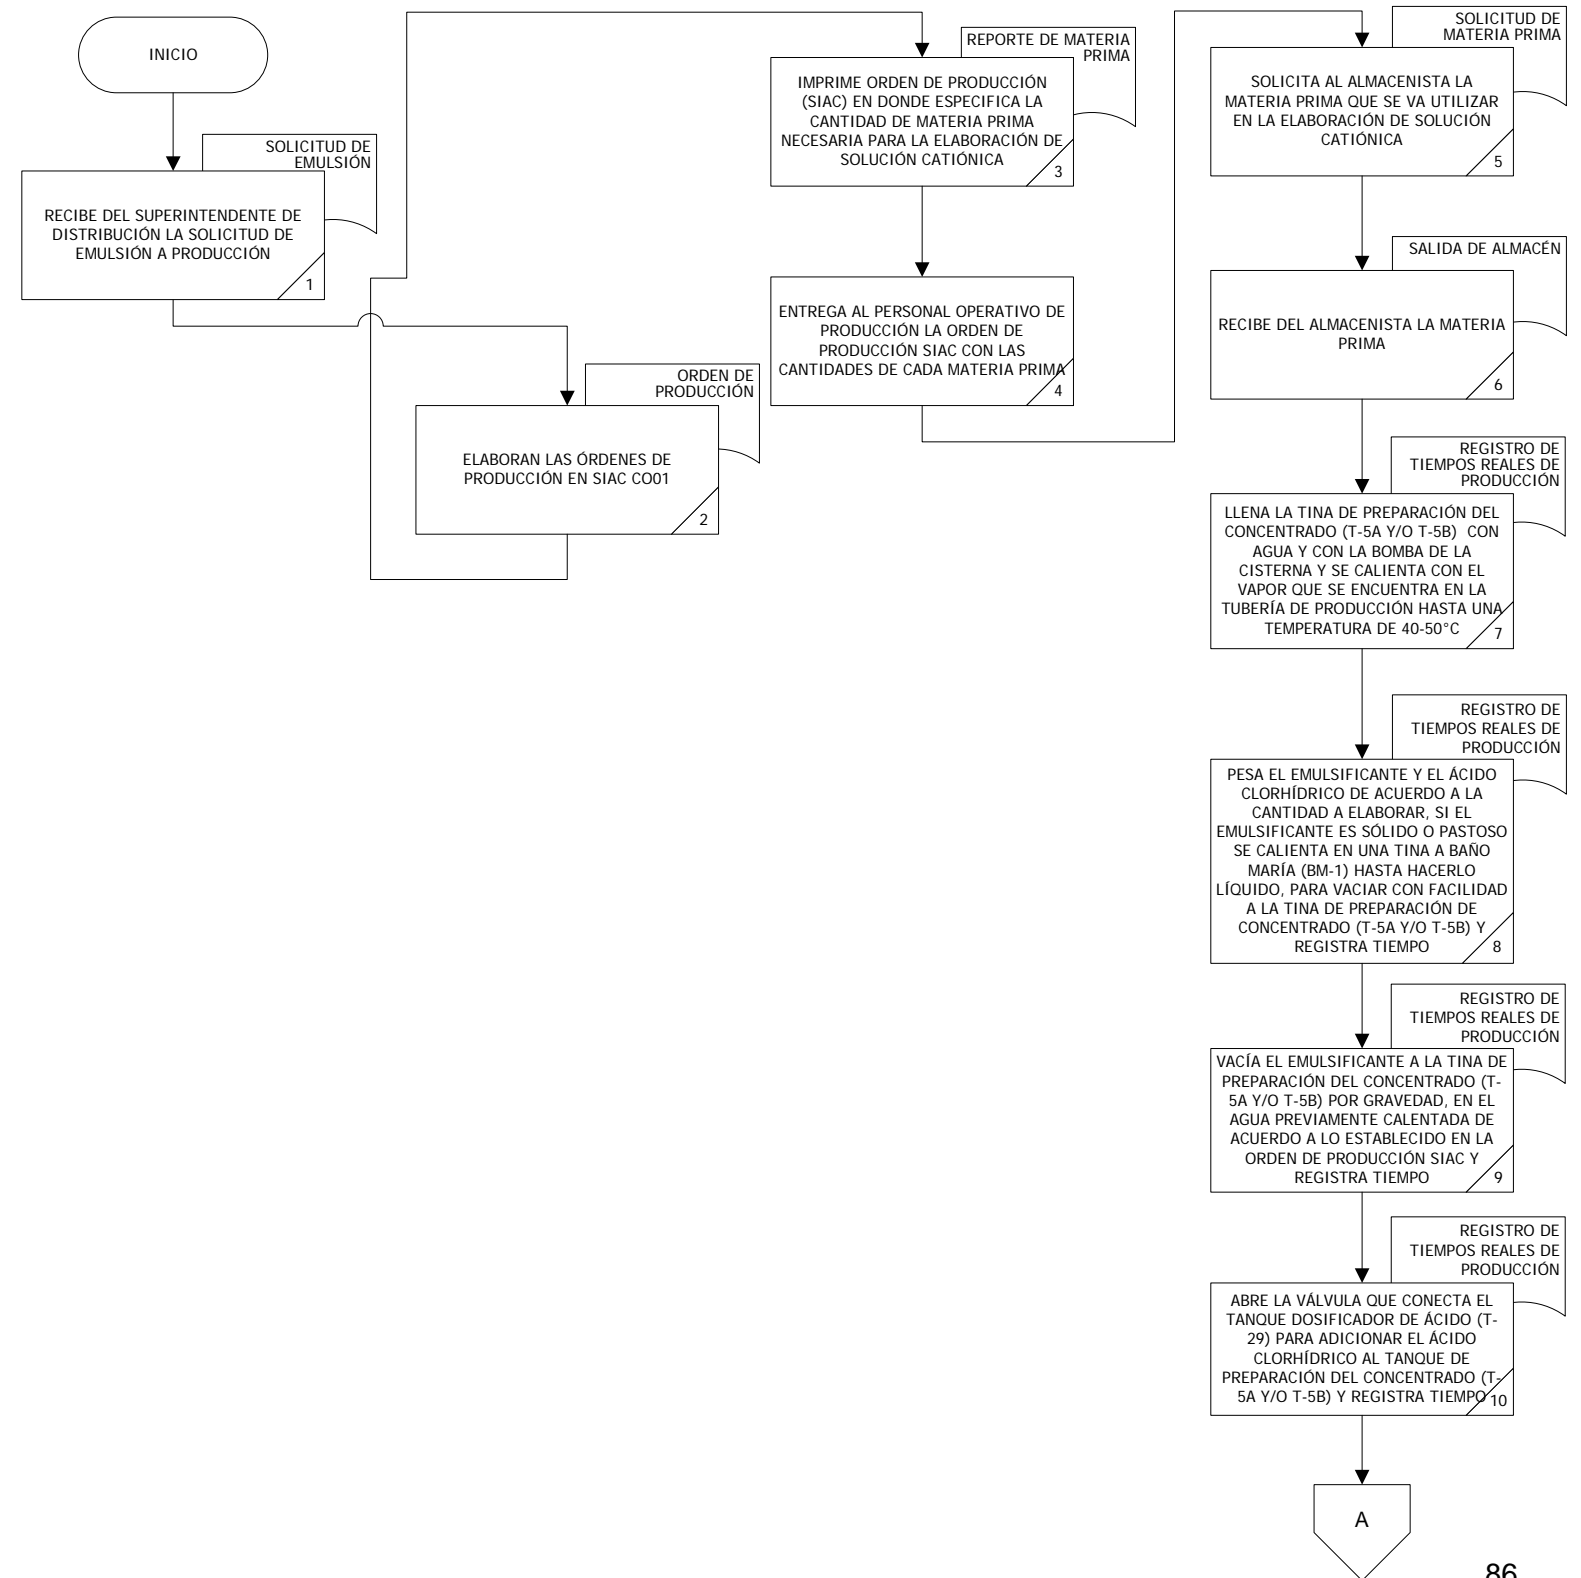 INICIO
SOLICITUD DE
EMULSIÓN
RECIBE DEL SUPERINTENDENTE DE
DISTRIBUCIÓN LA SOLICITUD DE
EMULSIÓN A PRODUCCIÓN
1
ORDEN DE
PRODUCCIÓN
ELABORAN LAS ÓRDENES DE
PRODUCCIÓN EN SIAC CO01
2
REPORTE DE MATERIA
PRIMA
IMPRIME ORDEN DE PRODUCCIÓN
(SIAC) EN DONDE ESPECIFICA LA
CANTIDAD DE MATERIA PRIMA
NECESARIA PARA LA ELABORACIÓN DE
SOLUCIÓN CATIÓNICA
3
ENTREGA AL PERSONAL OPERATIVO DE
PRODUCCIÓN LA ORDEN DE
PRODUCCIÓN SIAC CON LAS
CANTIDADES DE CADA MATERIA PRIMA
4
SOLICITUD DE
MATERIA PRIMA
SOLICITA AL ALMACENISTA LA
MATERIA PRIMA QUE SE VA UTILIZAR
EN LA ELABORACIÓN DE SOLUCIÓN
CATIÓNICA
5
SALIDA DE ALMACÉN
RECIBE DEL ALMACENISTA LA MATERIA
PRIMA
6
REGISTRO DE
TIEMPOS REALES DE
PRODUCCIÓN
LLENA LA TINA DE PREPARACIÓN DEL
CONCENTRADO (T-5A Y/O T-5B) CON
AGUA Y CON LA BOMBA DE LA
CISTERNA Y SE CALIENTA CON EL
VAPOR QUE SE ENCUENTRA EN LA
TUBERÍA DE PRODUCCIÓN HASTA UNA
TEMPERATURA DE 40-50°C
7
REGISTRO DE
TIEMPOS REALES DE
PRODUCCIÓN
PESA EL EMULSIFICANTE Y EL ÁCIDO
CLORHÍDRICO DE ACUERDO A LA
CANTIDAD A ELABORAR, SI EL
EMULSIFICANTE ES SÓLIDO O PASTOSO
SE CALIENTA EN UNA TINA A BAÑO
MARÍA (BM-1) HASTA HACERLO
LÍQUIDO, PARA VACIAR CON FACILIDAD
A LA TINA DE PREPARACIÓN DE
CONCENTRADO (T-5A Y/O T-5B) Y
REGISTRA TIEMPO
8
REGISTRO DE
TIEMPOS REALES DE
PRODUCCIÓN
VACÍA EL EMULSIFICANTE A LA TINA DE
PREPARACIÓN DEL CONCENTRADO (T-
5A Y/O T-5B) POR GRAVEDAD, EN EL
AGUA PREVIAMENTE CALENTADA DE
ACUERDO A LO ESTABLECIDO EN LA
ORDEN DE PRODUCCIÓN SIAC Y
REGISTRA TIEMPO
9
REGISTRO DE
TIEMPOS REALES DE
PRODUCCIÓN
ABRE LA VÁLVULA QUE CONECTA EL
TANQUE DOSIFICADOR DE ÁCIDO (T-
29) PARA ADICIONAR EL ÁCIDO
CLORHÍDRICO AL TANQUE DE
PREPARACIÓN DEL CONCENTRADO (T-
5A Y/O T-5B) Y REGISTRA TIEMPO
10
A
86